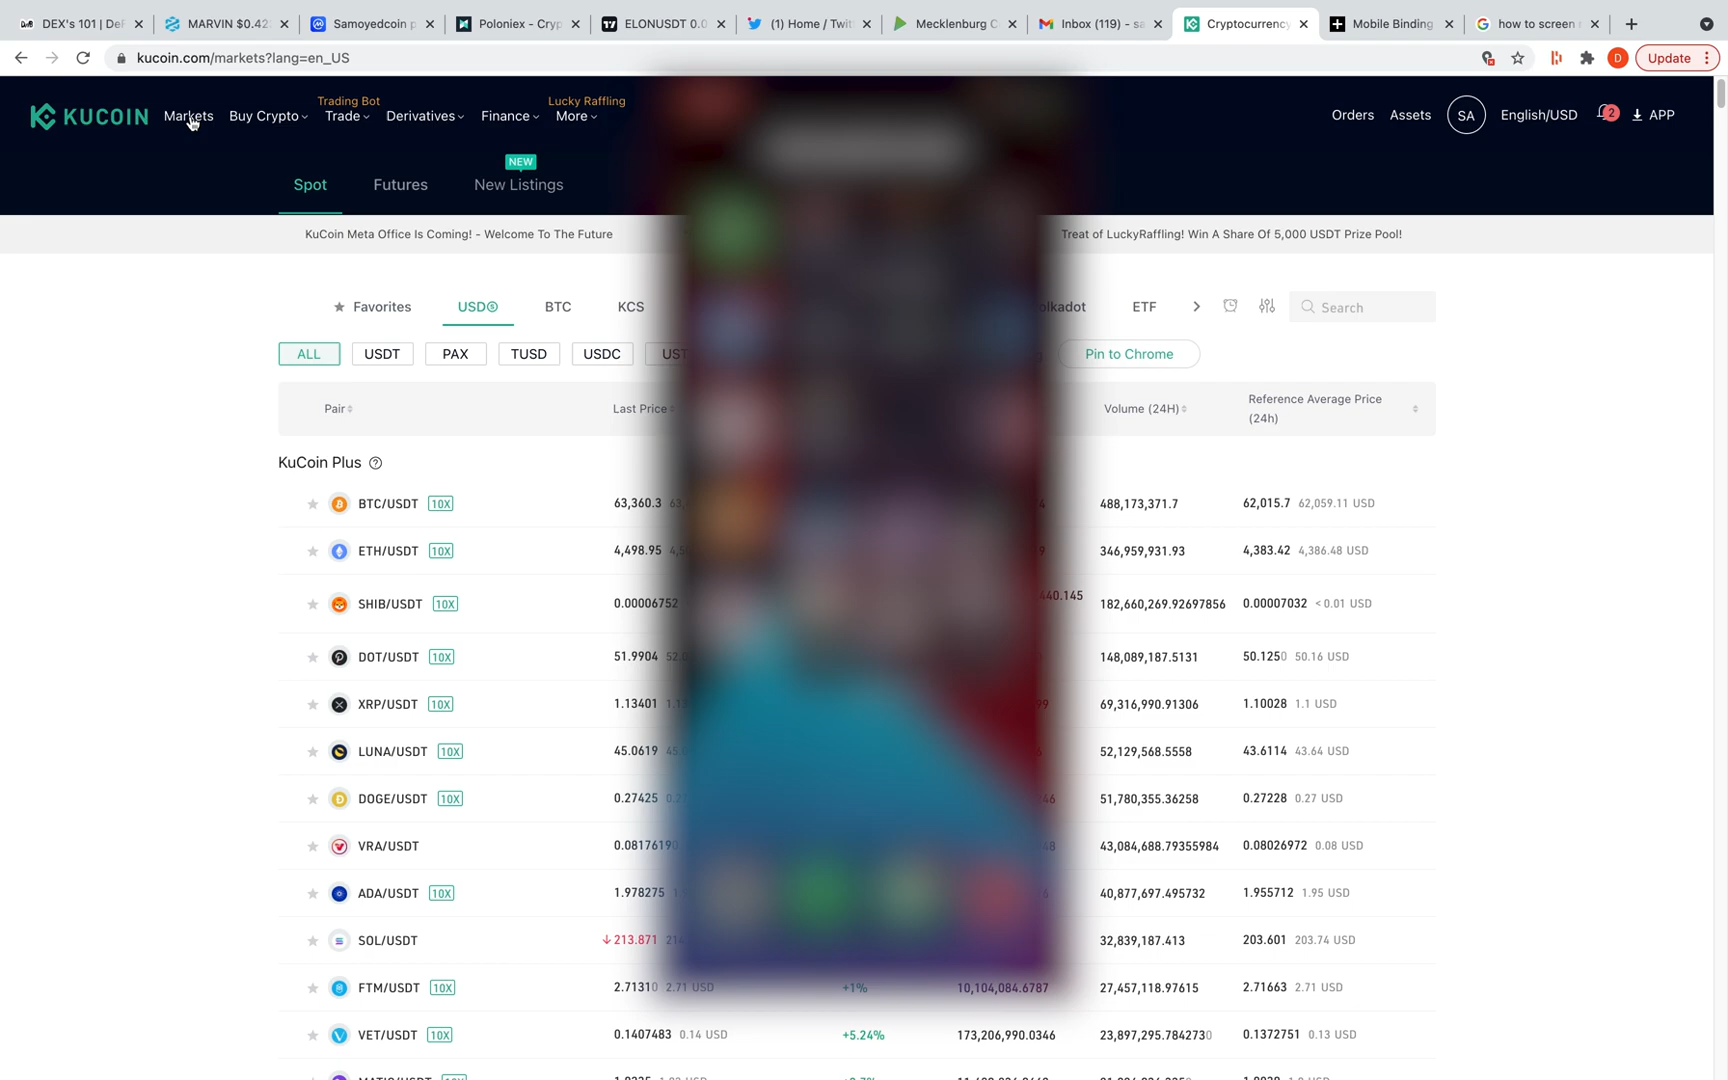 DEX's 101 | DeF
MARVIN $0.42
Samoyedcoin p
Poloniex - Cryp
ELONUSDT 0.0
(1) Home / Twit
Mecklenburg C
Inbox (119) - sa
Cryptocurrency
Mobile Binding
how to screen
kucoin.com/markets?lang=en_US
Update
Trading Bot
Lucky Raffling
KUCOIN
Markets
Buy Crypto
Trade
Derivatives
Finance
More
Orders
Assets
SA
English/USD
2
APP
NEW
Spot
Futures
New Listings
KuCoin Meta Office Is Coming! - Welcome To The Future
Treat of LuckyRaffling! Win A Share Of 5,000 USDT Prize Pool!
Favorites
USD
BTC
KCS
olkadot
ETF
Search
ALL
USDT
PAX
TUSD
USDC
UST
Pin to Chrome
Pair
Last Price
Volume (24H)
Reference Average Price
(24h)
KuCoin Plus
BTC/USDT 10X 63,360.3 488,173,371.7 62,015.7 62,059.11 USD
ETH/USDT 10X 4,498.95 346,959,931.93 4,383.42 4,386.48 USD
SHIB/USDT 10X 0.00006752 440.145 182,660,269.92697856 0.00007032 < 0.01 USD
DOT/USDT 10X 51.9904 148,089,187.5131 50.1250 50.16 USD
XRP/USDT 10X 1.13401 69,316,990.91306 1.10028 1.1 USD
LUNA/USDT 10X 45.0619 52,129,568.5558 43.6114 43.64 USD
DOGE/USDT 10X 0.27425 51,780,355.36258 0.27228 0.27 USD
VRA/USDT 0.08176190 43,084,688.79355984 0.08026972 0.08 USD
ADA/USDT 10X 1.978275 40,877,697.495732 1.955712 1.95 USD
SOL/USDT 213.871 32,839,187.413 203.601 203.74 USD
FTM/USDT 10X 2.71310 2.71 USD +1% 10,104,084.6787 27,457,118.97615 2.71663 2.71 USD
VET/USDT 10X 0.1407483 0.14 USD +5.24% 173,206,990.0346 23,897,295.7842730 0.1372751 0.13 USD